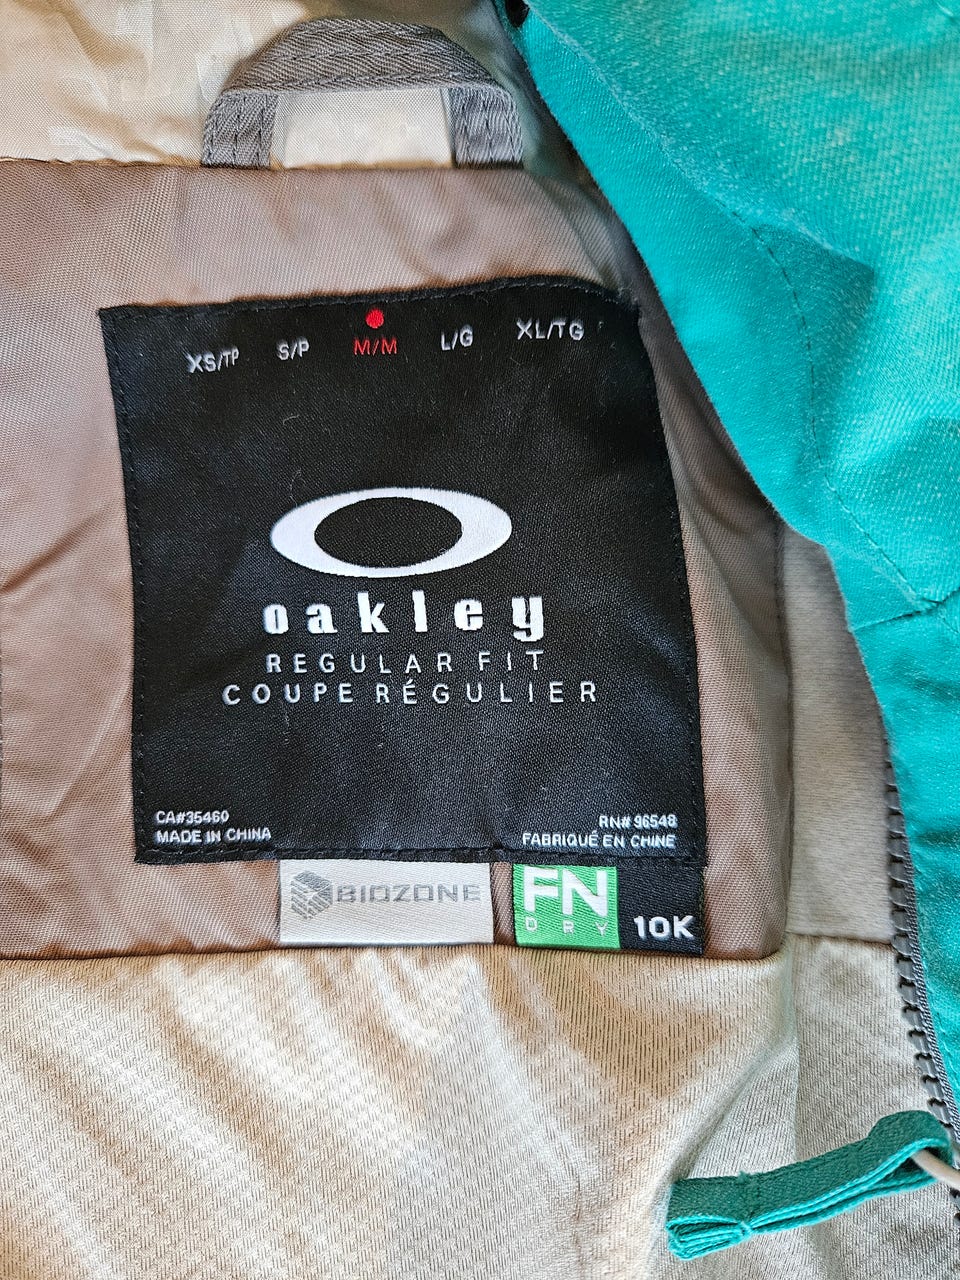 XS/TP S/P M/M L/G XL/TG
oakley
REGULAR FIT
COUPE RÉGULIER
CA#35460
MADE IN CHINA
RN# 96548
FABRIQUÉ EN CHINE
BIOZONE
FN
DRY
10K